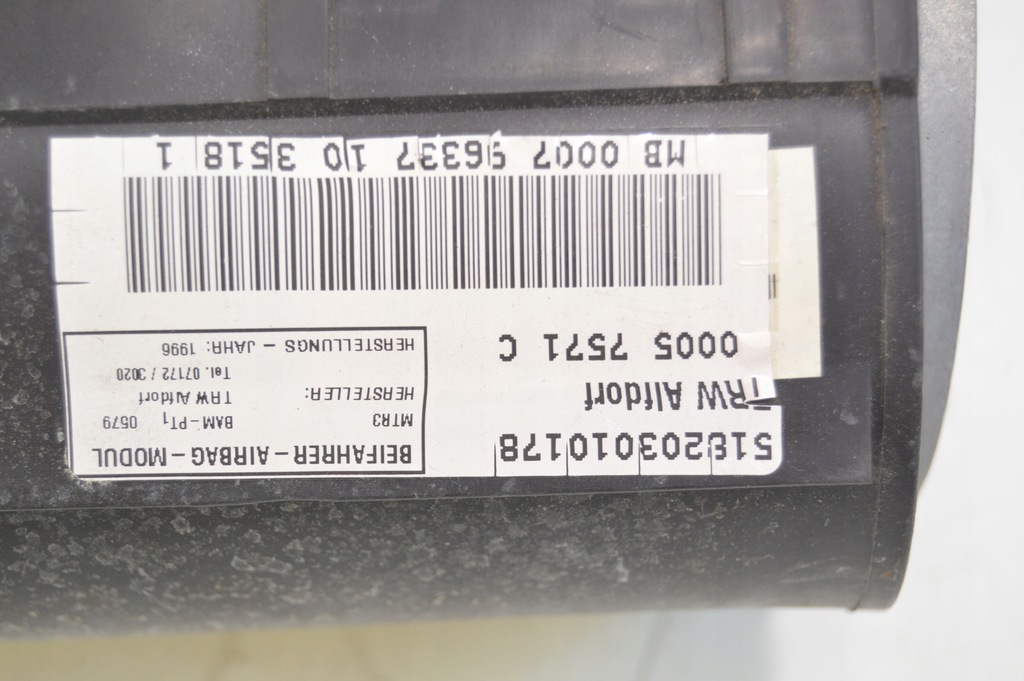 518203010178
TRW Alfdorf
0005 7571 C
MB 0007 96337 10 3518 1
BEIFAHRER-AIRBAG-MODUL
MTR3 BAM-PT1 0579
HERSTELLER: TRW Alfdorf
Tel. 07172 / 3020
HERSTELLUNGS - JAHR: 1996